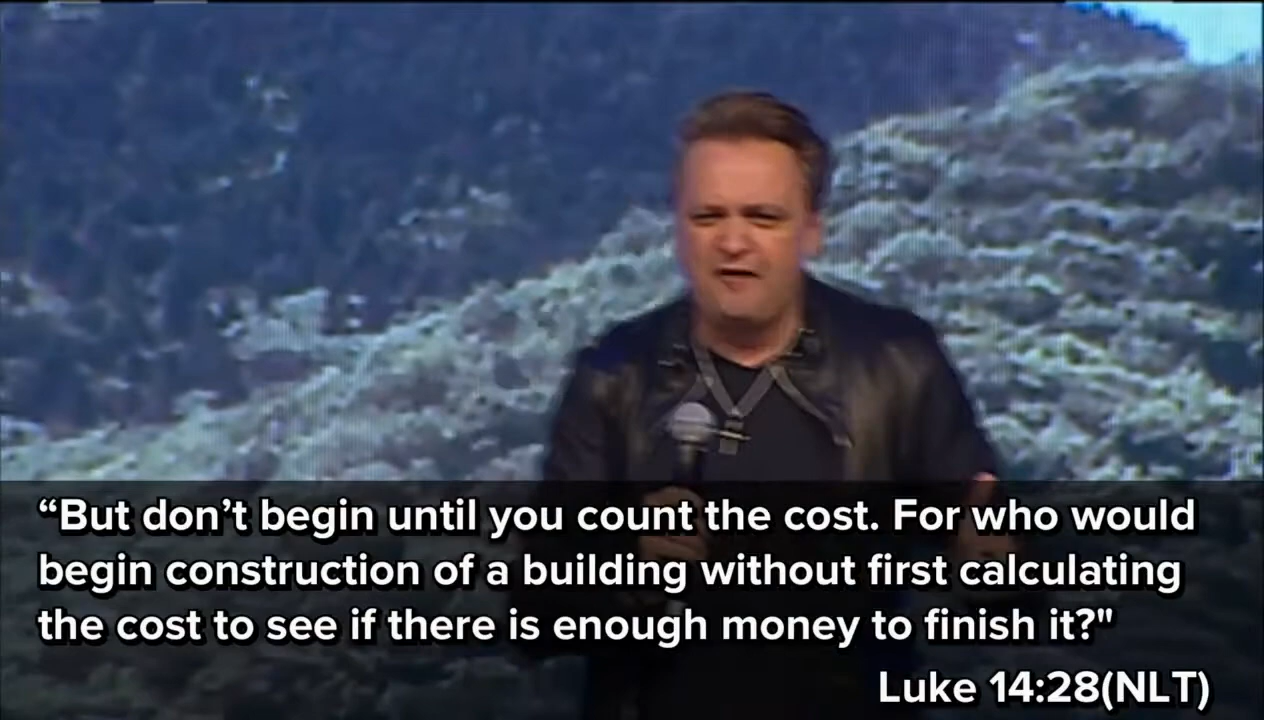 “But don’t begin until you count the cost. For who would
begin construction of a building without first calculating
the cost to see if there is enough money to finish it?"
Luke 14:28(NLT)